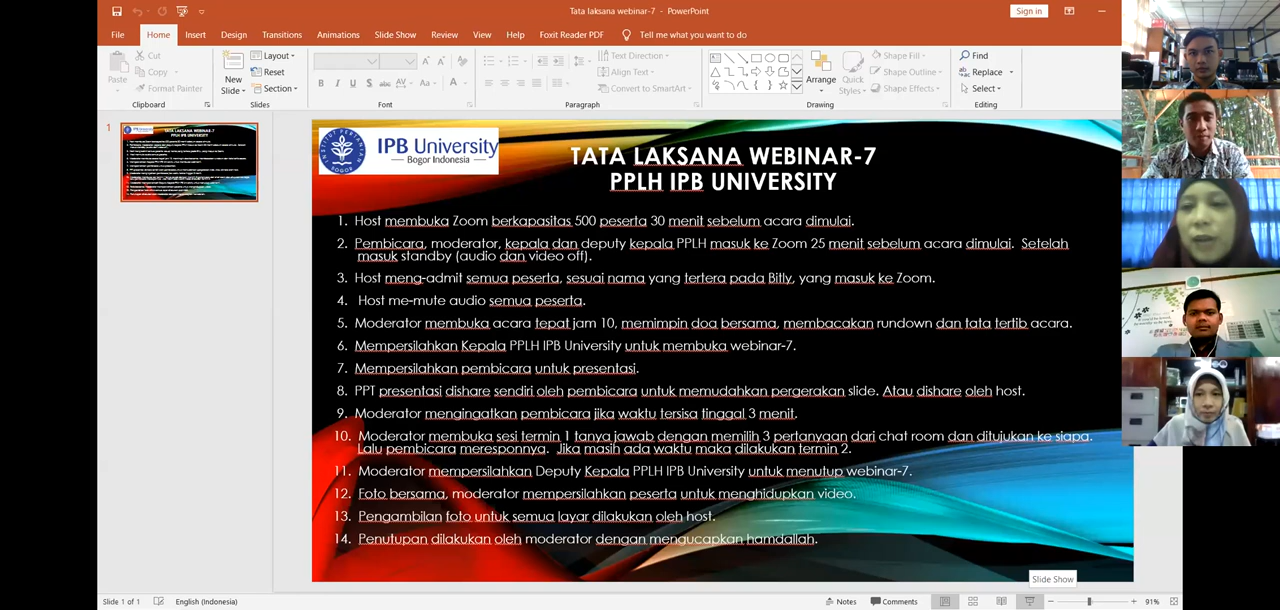 Tata laksana webinar-7 - PowerPoint
Sign in
File Home Insert Design Transitions Animations Slide Show Review View Help Foxit Reader PDF Tell me what you want to do
Paste
Cut
Copy
Format Painter
Clipboard
New Slide
Layout
Reset
Section
Slides
B I U S abc AV Aa A
Font
Text Direction
Align Text
Convert to SmartArt
Paragraph
Arrange
Quick Styles
Shape Fill
Shape Outline
Shape Effects
Drawing
Find
Replace
Select
Editing
1
IPB University
Bogor Indonesia
TATA LAKSANA WEBINAR-7
PPLH IPB UNIVERSITY
1. Host membuka Zoom berkapasitas 500 peserta 30 menit sebelum acara dimulai.
2. Pembicara, moderator, kepala dan deputy kepala PPLH masuk ke Zoom 25 menit sebelum acara dimulai. Setelah
masuk standby (audio dan video off).
3. Host meng-admit semua peserta, sesuai nama yang tertera pada Bitly, yang masuk ke Zoom.
4. Host me-mute audio semua peserta.
5. Moderator membuka acara tepat jam 10, memimpin doa bersama, membacakan rundown dan tata tertib acara.
6. Mempersilahkan Kepala PPLH IPB University untuk membuka webinar-7.
7. Mempersilahkan pembicara untuk presentasi.
8. PPT presentasi dishare sendiri oleh pembicara untuk memudahkan pergerakan slide. Atau dishare oleh host.
9. Moderator mengingatkan pembicara jika waktu tersisa tinggal 3 menit.
10. Moderator membuka sesi termin 1 tanya jawab dengan memilih 3 pertanyaan dari chat room dan ditujukan ke siapa.
Lalu pembicara meresponnya. Jika masih ada waktu maka dilakukan termin 2.
11. Moderator mempersilahkan Deputy Kepala PPLH IPB University untuk menutup webinar-7.
12. Foto bersama, moderator mempersilahkan peserta untuk menghidupkan video.
13. Pengambilan foto untuk semua layar dilakukan oleh host.
14. Penutupan dilakukan oleh moderator dengan mengucapkan hamdallah.
Slide Show
Slide 1 of 1 English (Indonesia) Notes Comments 91%